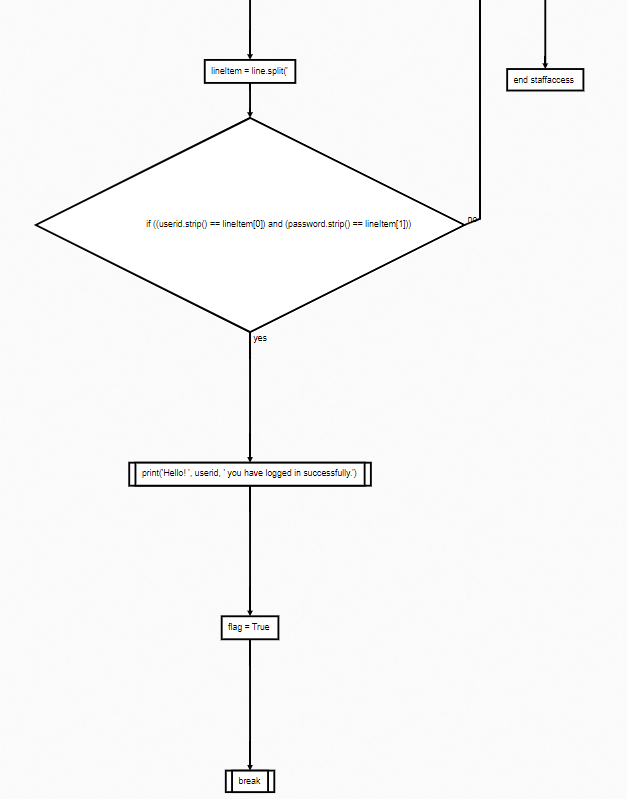 lineItem = line.split('
end staffaccess
if ((userid.strip() == lineItem[0]) and (password.strip() == lineItem[1]))
no
yes
print('Hello! ', userid, ' you have logged in successfully.')
flag = True
break